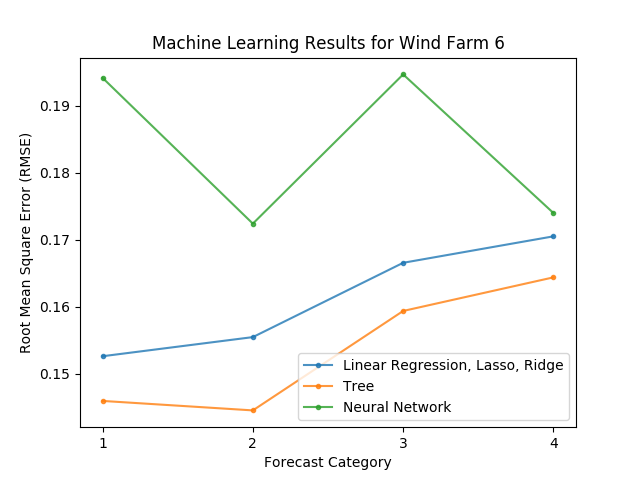 Machine Learning Results for Wind Farm 6
Root Mean Square Error (RMSE)
0.19
0.18
0.17
0.16
0.15
Linear Regression, Lasso, Ridge
Tree
Neural Network
1 2 3 4
Forecast Category